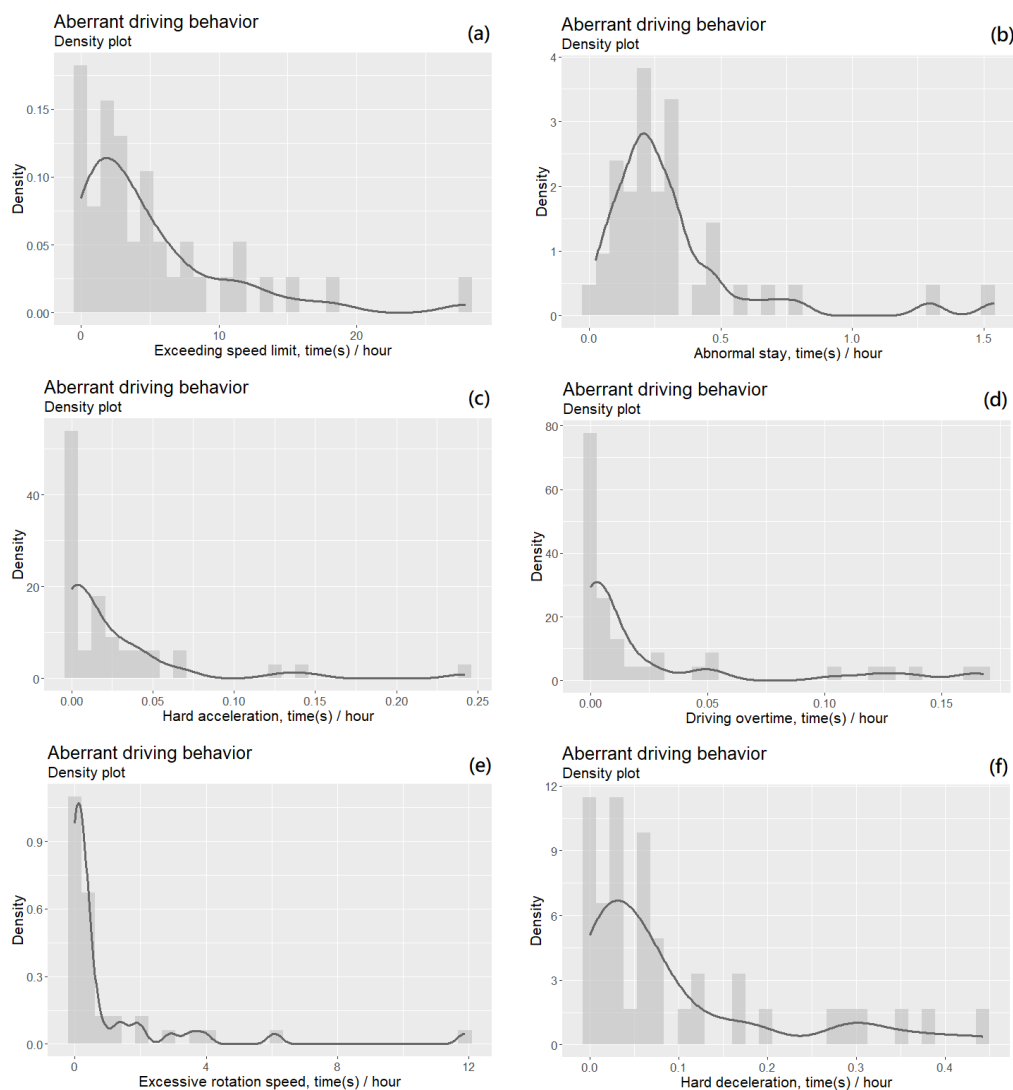 Aberrant driving behavior
Density plot
(a)
0.15
0.10
0.05
0.00
Density
0
10
20
Exceeding speed limit, time(s) / hour
Aberrant driving behavior
Density plot
(b)
4
3
2
1
0
Density
0.0
0.5
1.0
1.5
Abnormal stay, time(s) / hour
Aberrant driving behavior
Density plot
(c)
40
20
0
Density
0.00
0.05
0.10
0.15
0.20
0.25
Hard acceleration, time(s) / hour
Aberrant driving behavior
Density plot
(d)
80
60
40
20
0
Density
0.00
0.05
0.10
0.15
Driving overtime, time(s) / hour
Aberrant driving behavior
Density plot
(e)
0.9
0.6
0.3
0.0
Density
0
4
8
12
Excessive rotation speed, time(s) / hour
Aberrant driving behavior
Density plot
(f)
12
9
6
3
0
Density
0.0
0.1
0.2
0.3
0.4
Hard deceleration, time(s) / hour